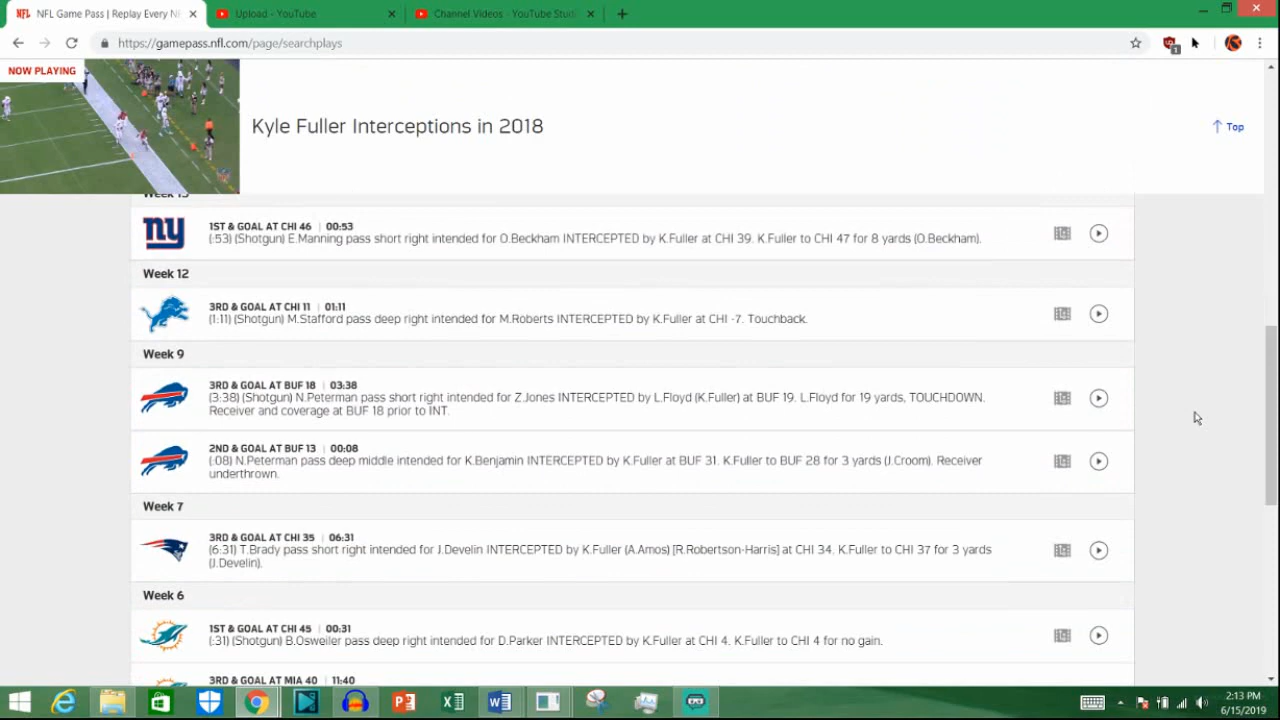 NFL NFL Game Pass | Replay Every N
Upload - YouTube
Channel Videos - YouTube Studi
https://gamepass.nfl.com/page/searchplays
1
NOW PLAYING
Kyle Fuller Interceptions in 2018
Top
Week 13
ny
1ST & GOAL AT CHI 46 | 00:53
(:53) (Shotgun) E.Manning pass short right intended for O.Beckham INTERCEPTED by K.Fuller at CHI 39. K.Fuller to CHI 47 for 8 yards (O.Beckham).
Week 12
3RD & GOAL AT CHI 11 | 01:11
(1:11) (Shotgun) M.Stafford pass deep right intended for M.Roberts INTERCEPTED by K.Fuller at CHI -7. Touchback.
Week 9
3RD & GOAL AT BUF 18 | 03:38
(3:38) (Shotgun) N.Peterman pass short right intended for Z.Jones INTERCEPTED by L.Floyd (K.Fuller) at BUF 19. L.Floyd for 19 yards, TOUCHDOWN.
Receiver and coverage at BUF 18 prior to INT.
2ND & GOAL AT BUF 13 | 00:08
(:08) N.Peterman pass deep middle intended for K.Benjamin INTERCEPTED by K.Fuller at BUF 31. K.Fuller to BUF 28 for 3 yards (J.Croom). Receiver
underthrown.
Week 7
3RD & GOAL AT CHI 35 | 06:31
(6:31) T.Brady pass short right intended for J.Develin INTERCEPTED by K.Fuller (A.Amos) [R.Robertson-Harris] at CHI 34. K.Fuller to CHI 37 for 3 yards
(J.Develin).
Week 6
1ST & GOAL AT CHI 45 | 00:31
(:31) (Shotgun) B.Osweiler pass deep right intended for D.Parker INTERCEPTED by K.Fuller at CHI 4. K.Fuller to CHI 4 for no gain.
3RD & GOAL AT MIA 40 | 11:40
2:13 PM
6/15/2019